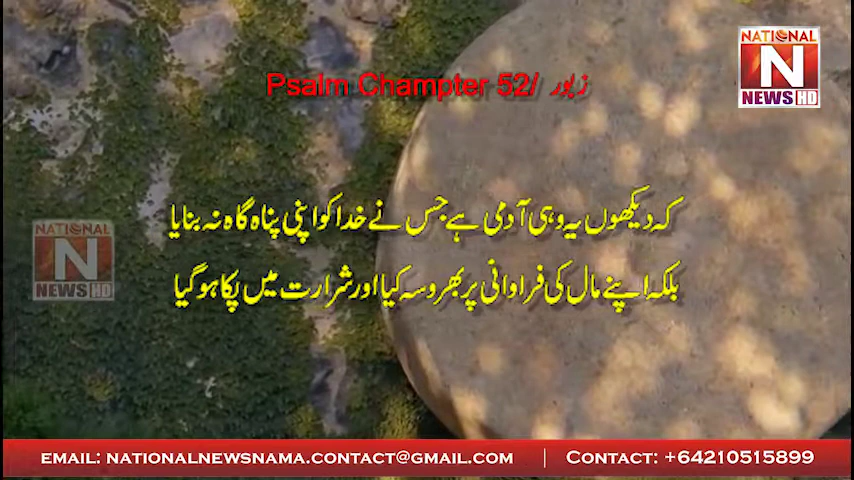 NATIONAL
N
NEWS HD
Psalm Champter 52/ زبور
کہ دیکھوں یہ وہی آدمی ہے جس نے خدا کو اپنی پناہ گاہ نہ بنایا
NATIONAL
N
NEWS HD
بلکہ اپنے مال کی فراوانی پر بھروسہ کیا اور شرارت میں پکا ہو گیا
EMAIL: NATIONALNEWSNAMA.CONTACT@GMAIL.COM | CONTACT: +64210515899